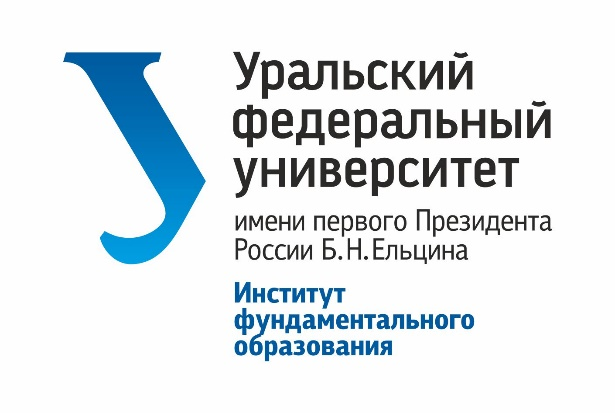 Уральский
федеральный
университет
имени первого Президента
России Б.Н.Ельцина
Институт
фундаментального
образования